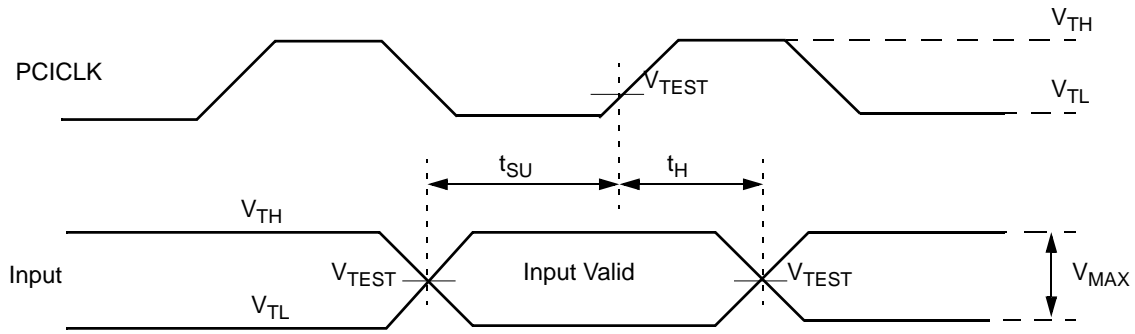 V_TH
PCICLK
V_TEST
V_TL
t_SU
t_H
V_TH
Input
V_TEST
Input Valid
V_TEST
V_MAX
V_TL